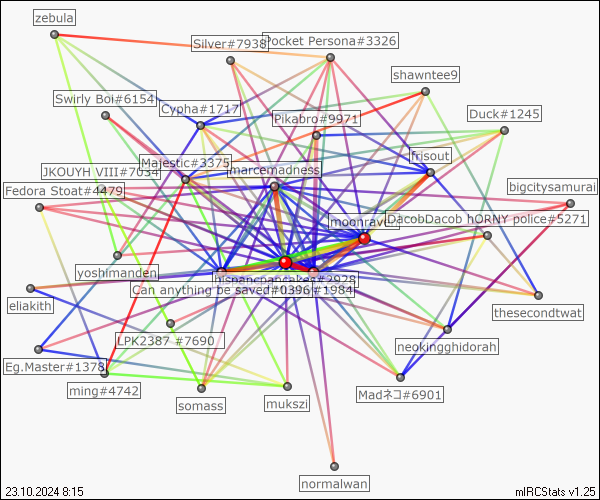 zebula
Silver#7938
Pocket Persona#3326
shawntee9
Swirly Boi#6154
Cypha#1717
Pikabro#9971
Duck#1245
frisout
Majestic#3375
marcemadness
JKOUYH VIII#7034
Fedora Stoat#4479
bigcitysamurai
DacobDacob hORNY police#5271
yoshimanden
Can anything be saved#0396
#1984
eliakith
thesecondtwat
LPK2387 #7690
neokingghidorah
Eg.Master#1378
ming#4742
somass
mukszi
Madネコ#6901
normalwan
23.10.2024 8:15
mIRCStats v1.25